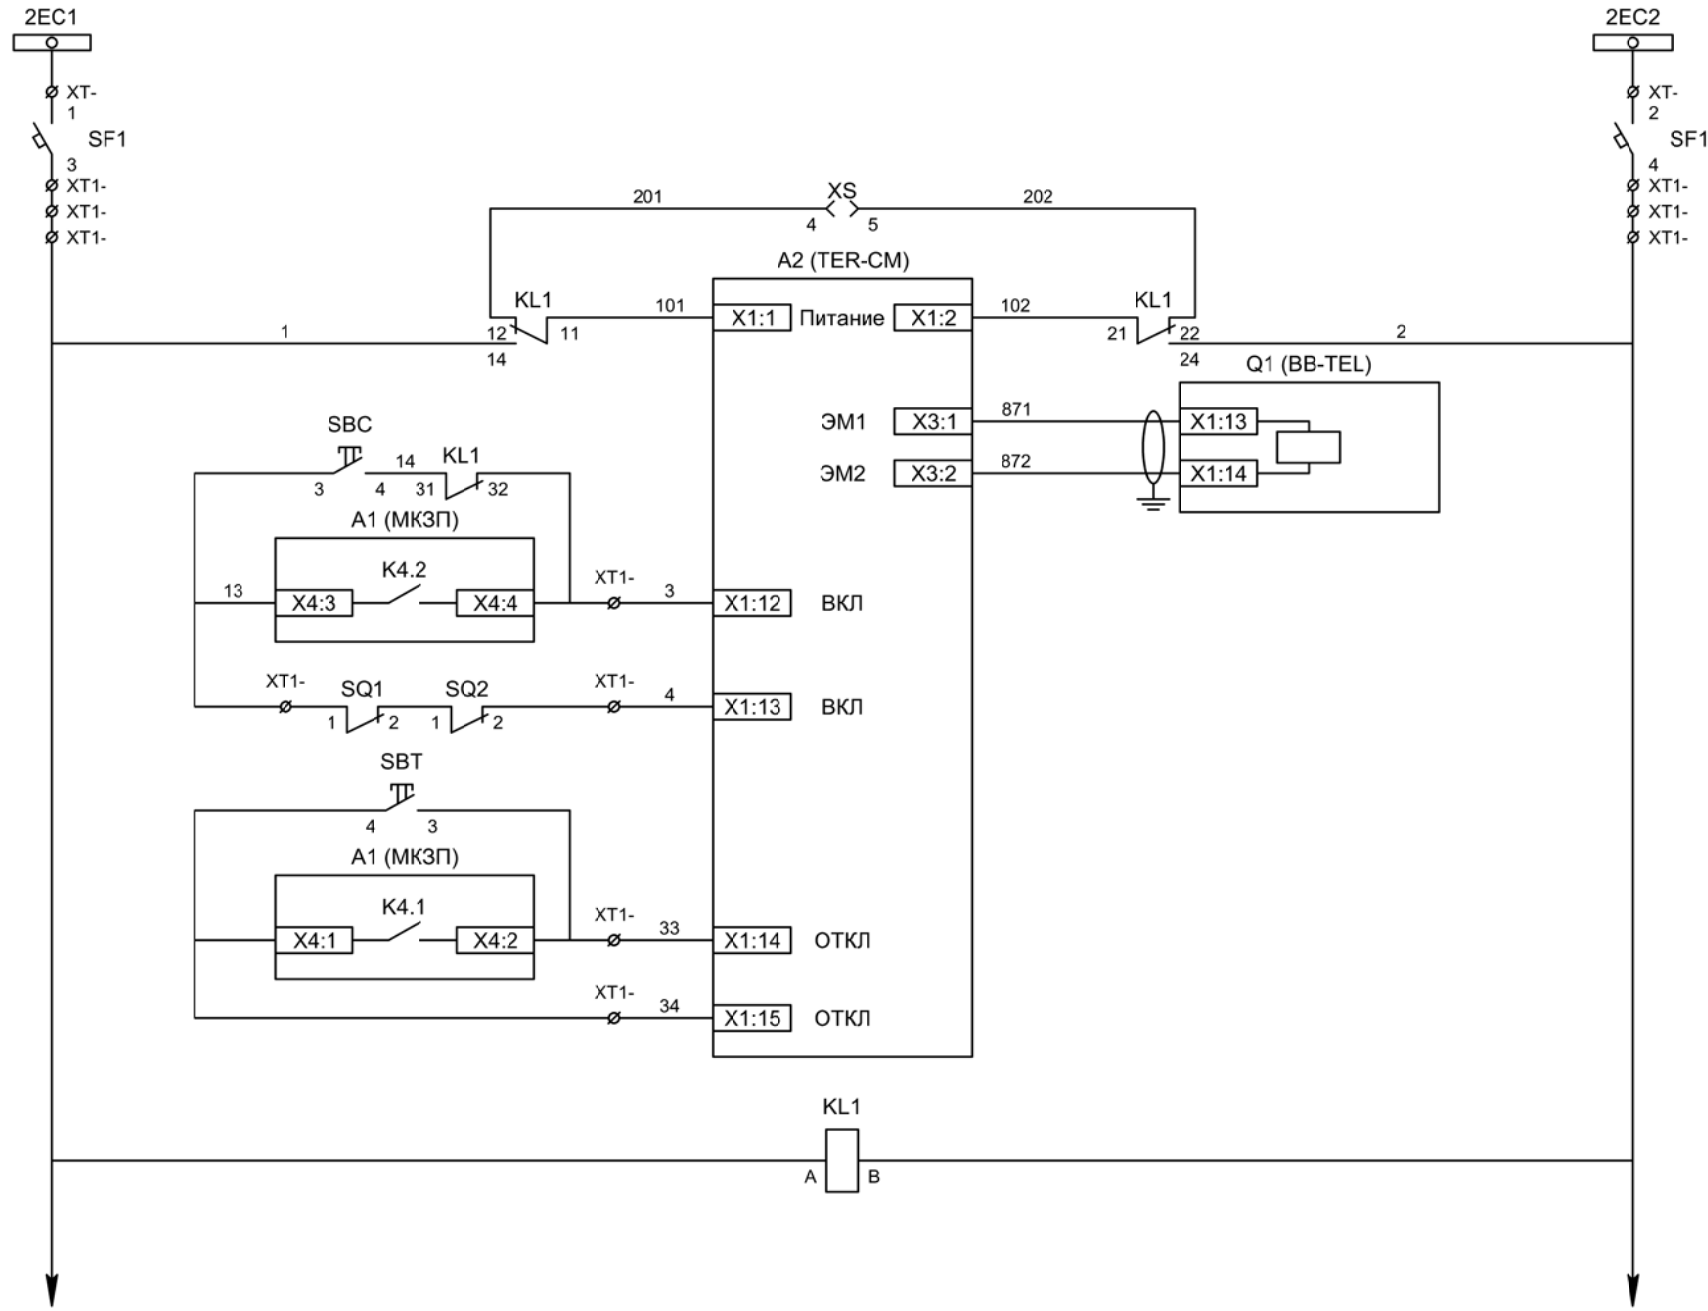 2EC1
2EC2
XT-
1
SF1
3
XT1-
XT1-
XT1-
XT-
2
SF1
4
XT1-
XT1-
XT1-
201
XS
202
4
5
A2 (TER-CM)
KL1
101
X1:1
Питание
X1:2
102
KL1
1
12
11
14
21
22
24
2
Q1 (BB-TEL)
ЭМ1
X3:1
871
X1:13
ЭМ2
X3:2
872
X1:14
SBC
14
KL1
3
4
31
32
A1 (МКЗП)
K4.2
13
X4:3
X4:4
XT1-
3
X1:12
ВКЛ
XT1-
SQ1
SQ2
XT1-
4
X1:13
ВКЛ
1
2
1
2
SBT
4
3
A1 (МКЗП)
K4.1
X4:1
X4:2
XT1-
33
X1:14
ОТКЛ
XT1-
34
X1:15
ОТКЛ
KL1
A
B